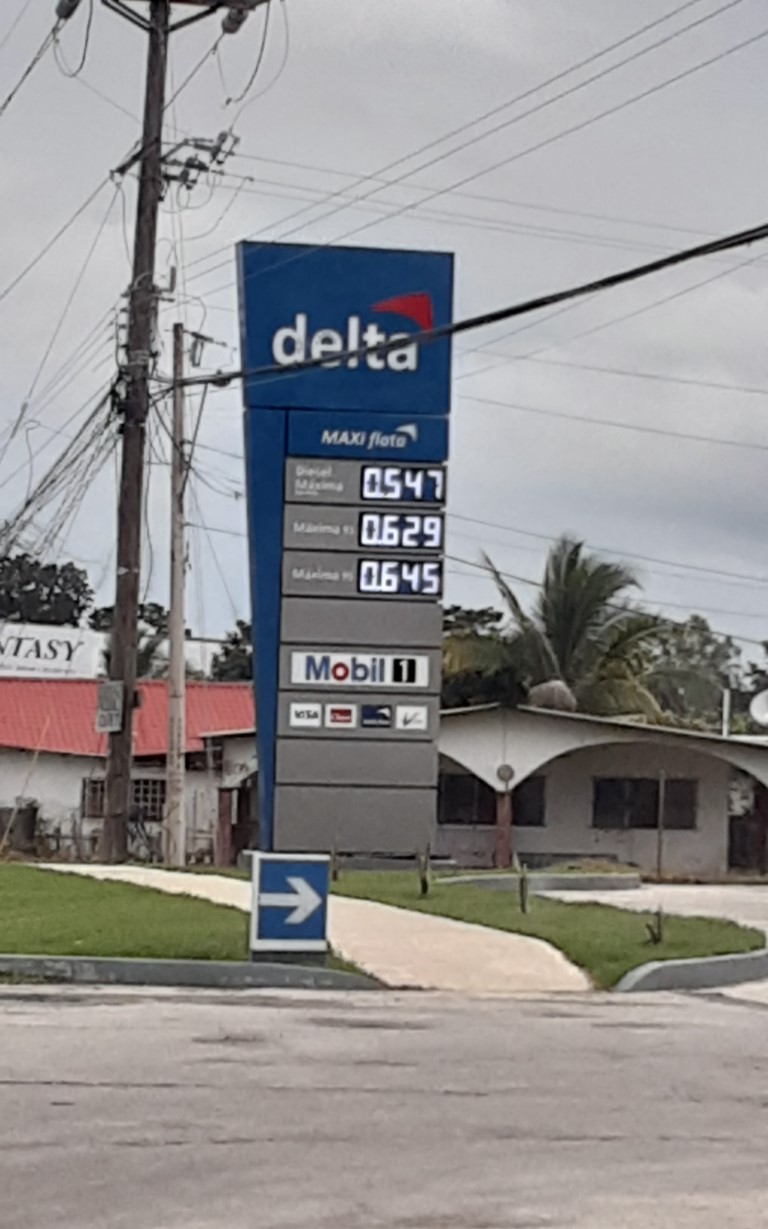 delta
MAXI flota
Diesel
Máxima
0.547
Máxima 91
0.629
Máxima 95
0.645
NTASY
Mobil 1
VISA